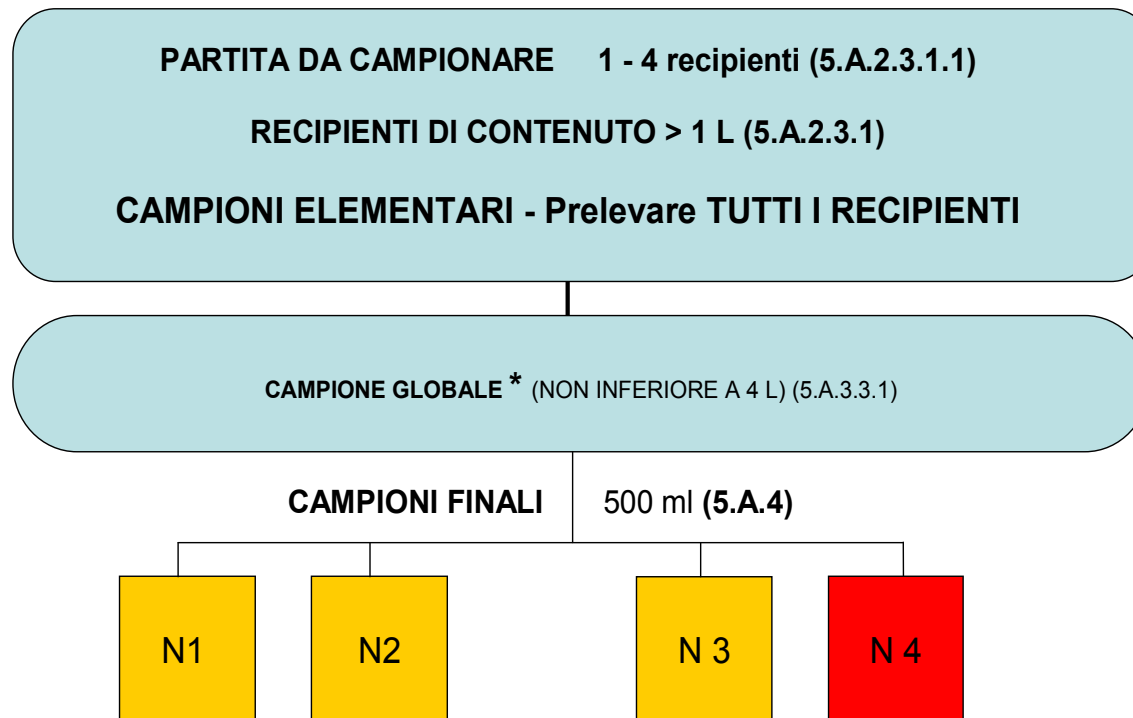 PARTITA DA CAMPIONARE 1 - 4 recipienti (5.A.2.3.1.1)
RECIPIENTI DI CONTENUTO > 1 L (5.A.2.3.1)
CAMPIONI ELEMENTARI - Prelevare TUTTI I RECIPIENTI
CAMPIONE GLOBALE * (NON INFERIORE A 4 L) (5.A.3.3.1)
CAMPIONI FINALI 500 ml (5.A.4)
N1 N2 N 3 N 4